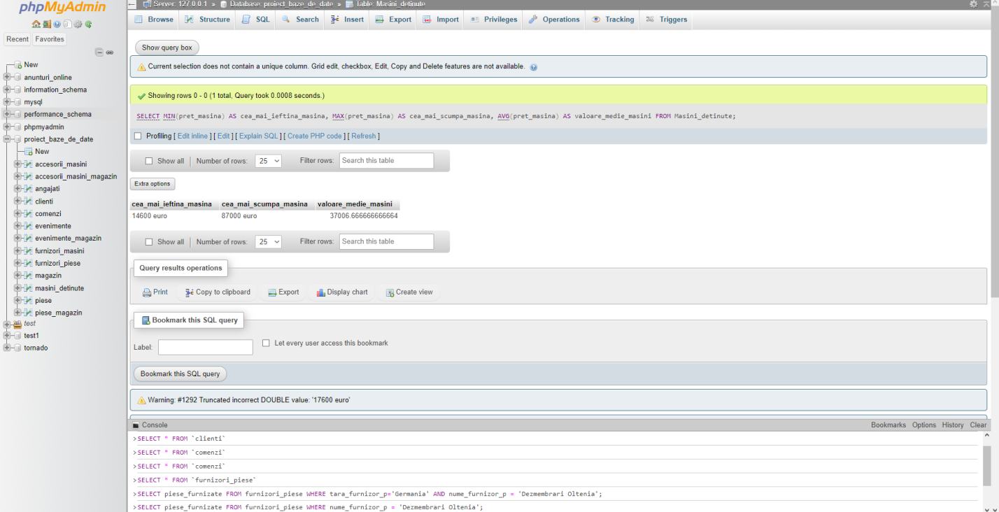 phpMyAdmin
Recent Favorites
New
anunturi_online
information_schema
mysql
performance_schema
phpmyadmin
proiect_baze_de_date
New
accesorii_masini
accesorii_masini_magazin
angajati
clienti
comenzi
evenimente
evenimente_magazin
furnizori_masini
furnizori_piese
magazin
masini_detinute
piese
piese_magazin
test
test1
tornado
Server: 127.0.0.1 » Database: proiect_baze_de_date » Table: Masini_detinute
Browse Structure SQL Search Insert Export Import Privileges Operations Tracking Triggers
Show query box
Current selection does not contain a unique column. Grid edit, checkbox, Edit, Copy and Delete features are not available.
Showing rows 0 - 0 (1 total, Query took 0.0008 seconds.)
SELECT MIN(pret_masina) AS cea_mai_ieftina_masina, MAX(pret_masina) AS cea_mai_scumpa_masina, AVG(pret_masina) AS valoare_medie_masini FROM Masini_detinute;
Profiling [ Edit inline ] [ Edit ] [ Explain SQL ] [ Create PHP code ] [ Refresh ]
Show all Number of rows: 25 Filter rows: Search this table
Extra options
cea_mai_ieftina_masina cea_mai_scumpa_masina valoare_medie_masini
14600 euro 87000 euro 37006.666666666664
Show all Number of rows: 25 Filter rows: Search this table
Query results operations
Print Copy to clipboard Export Display chart Create view
Bookmark this SQL query
Label: Let every user access this bookmark
Bookmark this SQL query
Warning: #1292 Truncated incorrect DOUBLE value: '17600 euro'
Console Bookmarks Options History Clear
>SELECT * FROM `clienti`
>SELECT * FROM `comenzi`
>SELECT * FROM `comenzi`
>SELECT * FROM `furnizori_piese`
>SELECT piese_furnizate FROM furnizori_piese WHERE tara_furnizor_p='Germania' AND nume_furnizor_p = 'Dezmembrari Oltenia';
>SELECT piese_furnizate FROM furnizori_piese WHERE nume_furnizor_p = 'Dezmembrari Oltenia';